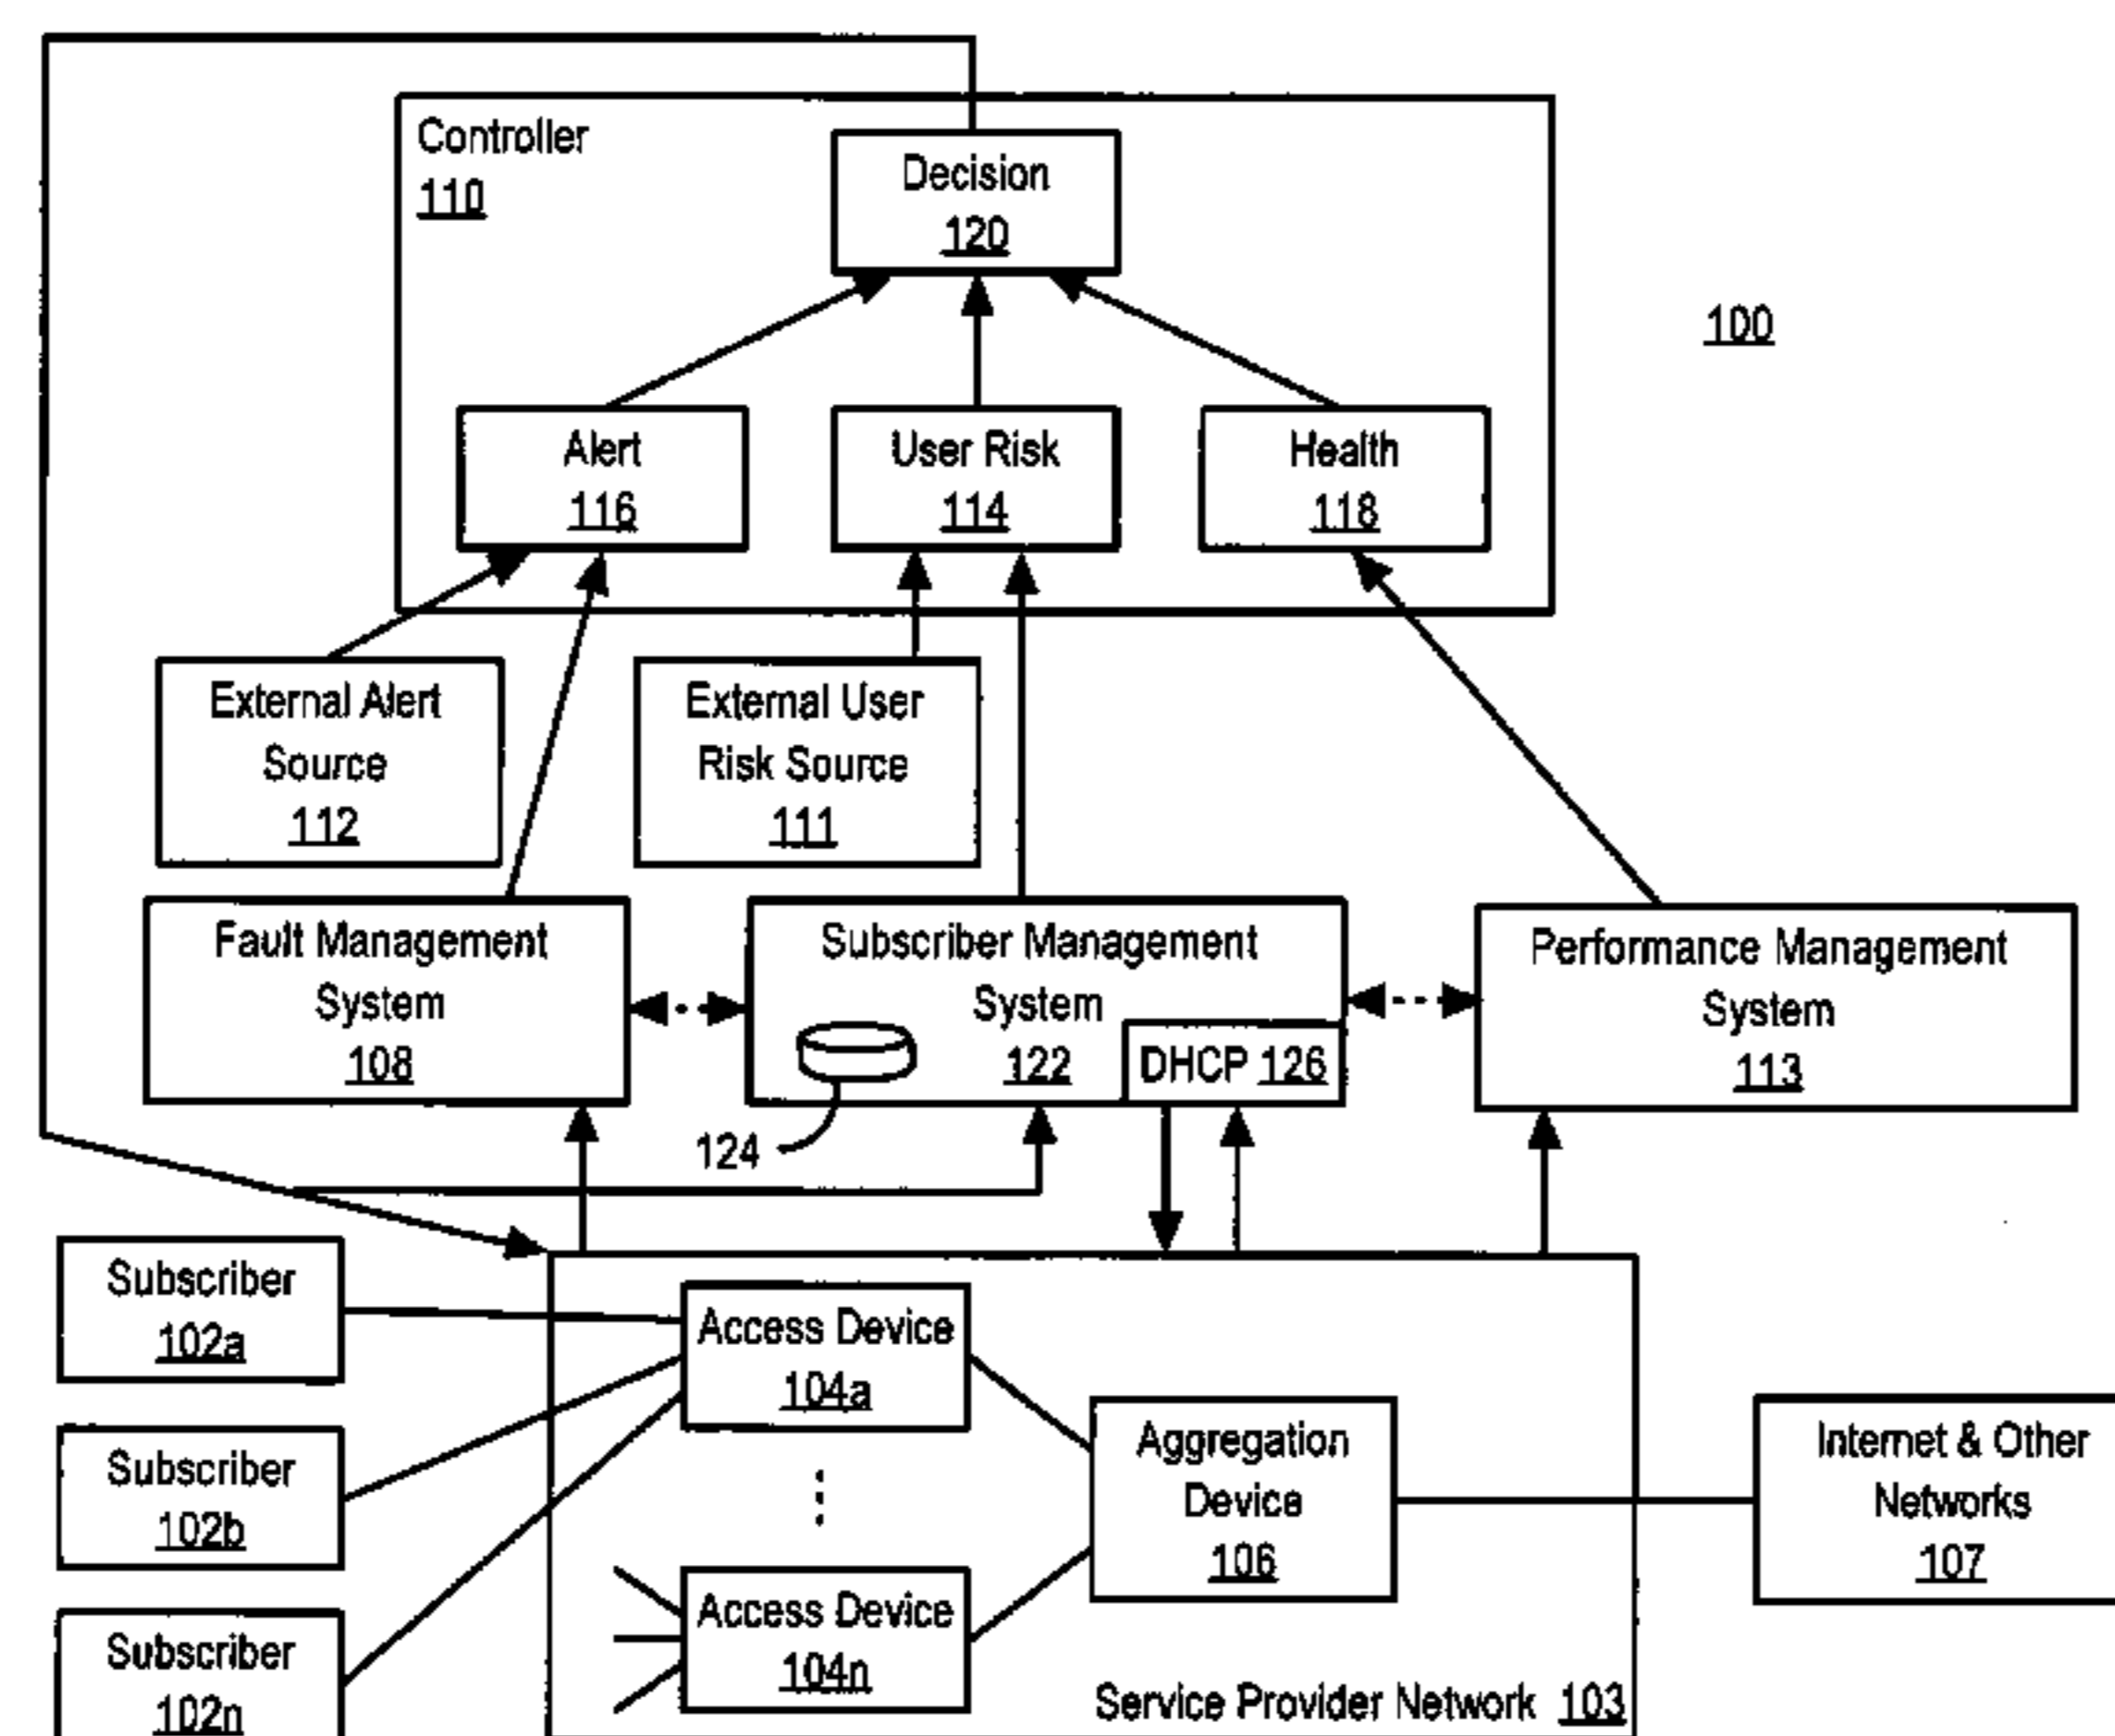 Controller
110
Decision
120
100
Alert
116
User Risk
114
Health
118
External Alert
Source
112
External User
Risk Source
111
Fault Management
System
108
Subscriber Management
System
122
DHCP 126
124
Performance Management
System
113
Subscriber
102a
Subscriber
102b
Subscriber
102n
Access Device
104a
Access Device
104n
Aggregation
Device
106
Internet & Other
Networks
107
Service Provider Network 103